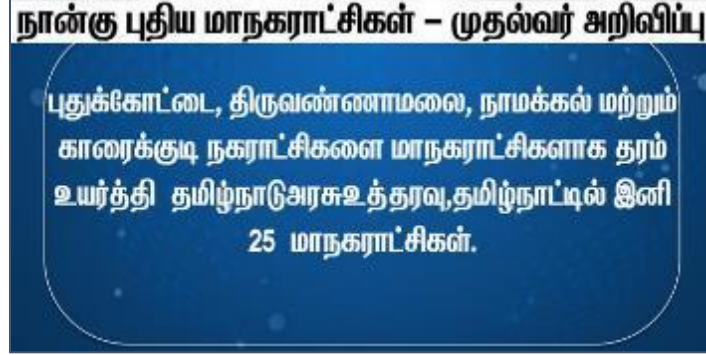 நான்கு புதிய மாநகராட்சிகள் – முதல்வர் அறிவிப்பு
புதுக்கோட்டை, திருவண்ணாமலை, நாமக்கல் மற்றும்
காரைக்குடி நகராட்சிகளை மாநகராட்சிகளாக தரம்
உயர்த்தி தமிழ்நாடுஅரசுஉத்தரவு,தமிழ்நாட்டில் இனி
25 மாநகராட்சிகள்.